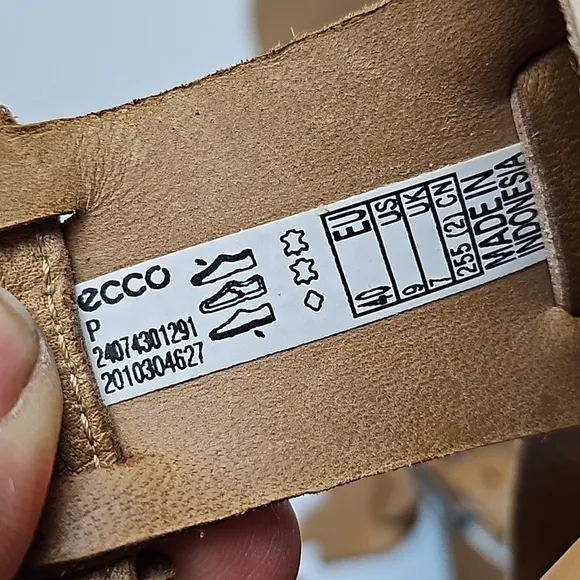 ecco
P
24074301291
2010304627
EU US UK CN
40 9 7 255 (2)
MADE IN
INDONESIA